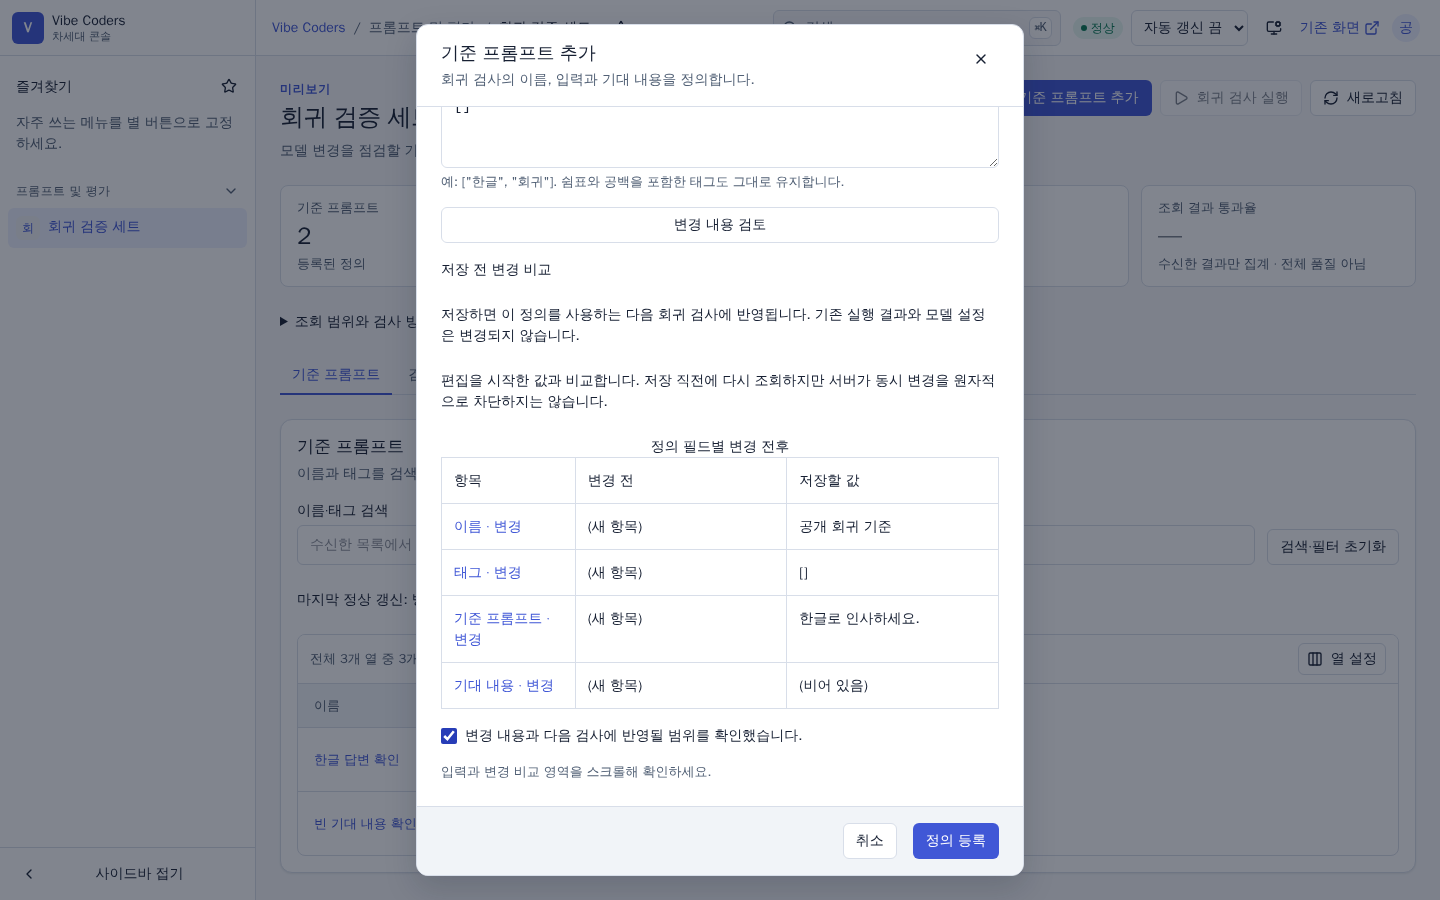 V
Vibe Coders
차세대 콘솔
Vibe Coders /
⌘K
정상
자동 갱신 끔
기존 화면
공
즐겨찾기
자주 쓰는 메뉴를 별 버튼으로 고정
하세요.
프롬프트 및 평가
회
회귀 검증 세트
사이드바 접기
미리보기
회귀 검증
모델 변경을 점검할
기준 프롬프트 추가
회귀 검사 실행
새로고침
기준 프롬프트
2
등록된 정의
조회 결과 통과율
—
수신한 결과만 집계 · 전체 품질 아님
조회 범위와 검사
기준 프롬프트
기준 프롬프트
이름과 태그를 검색
이름·태그 검색
수신한 목록에서
검색·필터 초기화
마지막 정상 갱신:
전체 3개 열 중 3개
열 설정
이름
한글 답변 확인
빈 기대 내용 확인
기준 프롬프트 추가
회귀 검사의 이름, 입력과 기대 내용을 정의합니다.
[]
예: ["한글", "회귀"]. 쉼표와 공백을 포함한 태그도 그대로 유지합니다.
변경 내용 검토
저장 전 변경 비교
저장하면 이 정의를 사용하는 다음 회귀 검사에 반영됩니다. 기존 실행 결과와 모델 설정
은 변경되지 않습니다.
편집을 시작한 값과 비교합니다. 저장 직전에 다시 조회하지만 서버가 동시 변경을 원자적
으로 차단하지는 않습니다.
정의 필드별 변경 전후
항목 변경 전 저장할 값
이름 · 변경 (새 항목) 공개 회귀 기준
태그 · 변경 (새 항목) []
기준 프롬프트 · (새 항목) 한글로 인사하세요.
변경
기대 내용 · 변경 (새 항목) (비어 있음)
변경 내용과 다음 검사에 반영될 범위를 확인했습니다.
입력과 변경 비교 영역을 스크롤해 확인하세요.
취소
정의 등록